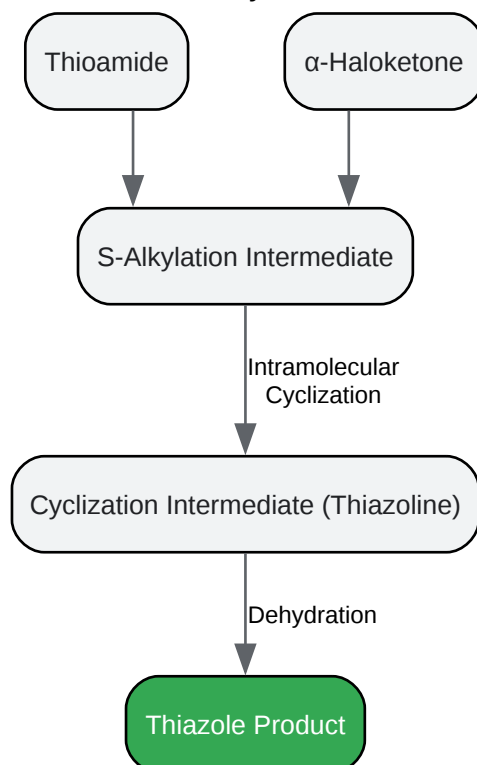 Thioamide
α-Haloketone
S-Alkylation Intermediate
Intramolecular
Cyclization
Cyclization Intermediate (Thiazoline)
Dehydration
Thiazole Product